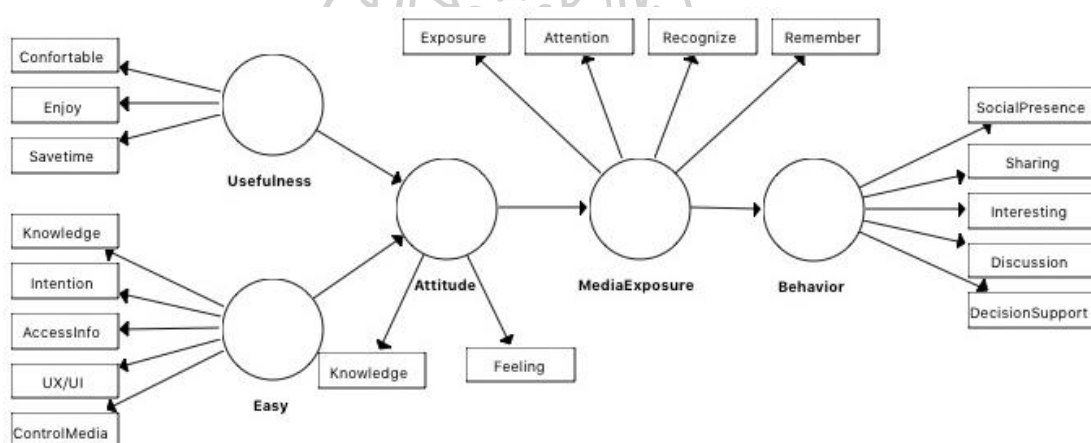 Confortable
Enjoy
Savetime
Usefulness
Knowledge
Intention
AccessInfo
UX/UI
ControlMedia
Easy
Attitude
Knowledge
Feeling
Exposure
Attention
Recognize
Remember
MediaExposure
Behavior
SocialPresence
Sharing
Interesting
Discussion
DecisionSupport